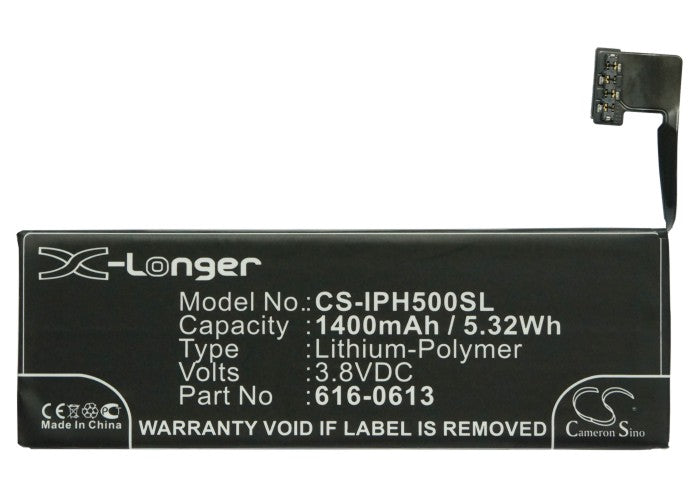 X-Longer
Model No.: CS-IPH500SL
Capacity : 1400mAh / 5.32Wh
Type : Lithium-Polymer
Volts : 3.8VDC
Part No : 616-0613
WARRANTY VOID IF LABEL IS REMOVED
Made in China
CS
Cameron Sino